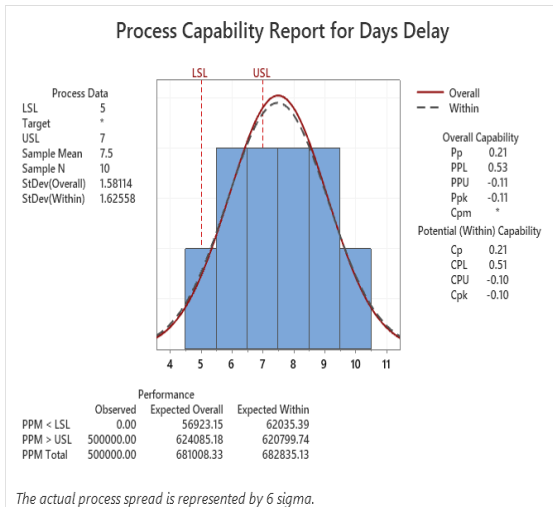 Process Capability Report for Days Delay
LSL USL
Process Data
LSL 5
Target *
USL 7
Sample Mean 7.5
Sample N 10
StDev(Overall) 1.58114
StDev(Within) 1.62558
Overall
Within
Overall Capability
Pp 0.21
PPL 0.53
PPU -0.11
Ppk -0.11
Cpm *
Potential (Within) Capability
Cp 0.21
CPL 0.51
CPU -0.10
Cpk -0.10
4 5 6 7 8 9 10 11
Performance
Observed Expected Overall Expected Within
PPM < LSL 0.00 56923.15 62035.39
PPM > USL 500000.00 624085.18 620799.74
PPM Total 500000.00 681008.33 682835.13
The actual process spread is represented by 6 sigma.